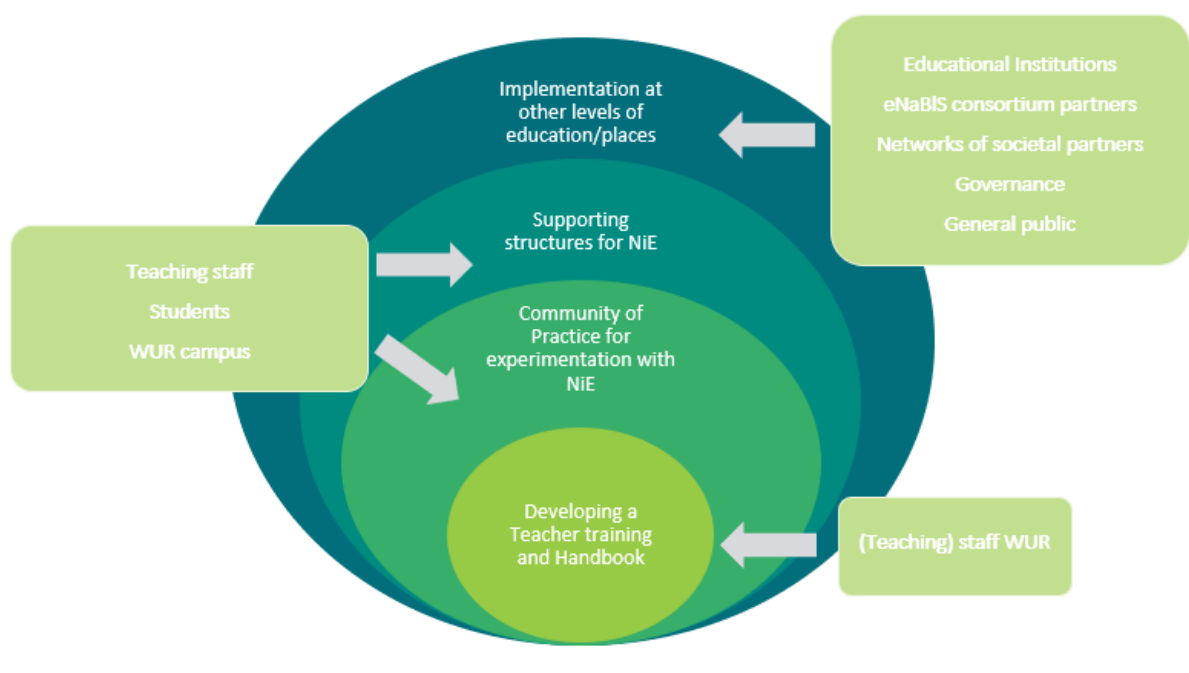 Implementation at
other levels of
education/places
Educational Institutions
eNaBlS consortium partners
Networks of societal partners
Governance
General public
Supporting
structures for NiE
Teaching staff
Students
WUR campus
Community of
Practice for
experimentation with
NiE
Developing a
Teacher training
and Handbook
(Teaching) staff WUR